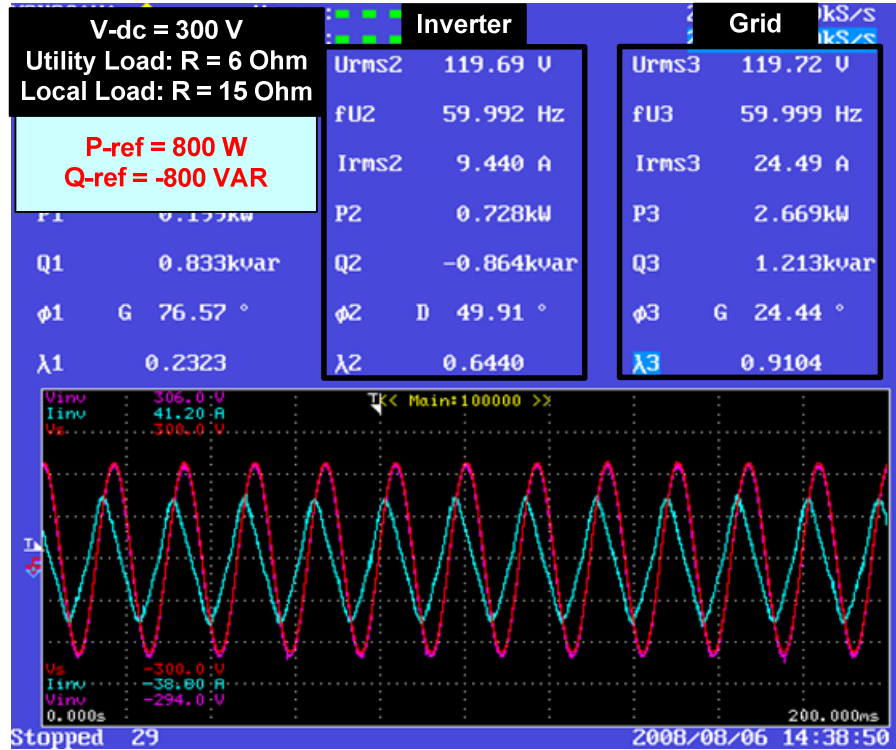 V-dc = 300 V
Utility Load: R = 6 Ohm
Local Load: R = 15 Ohm
P-ref = 800 W
Q-ref = -800 VAR
Inverter
Grid
kS/s
kS/s
Urms2 119.69 V
Urms3 119.72 V
fU2 59.992 Hz
fU3 59.999 Hz
Irms2 9.440 A
Irms3 24.49 A
P1 0.199kW
P2 0.728kW
P3 2.669kW
Q1 0.833kvar
Q2 -0.864kvar
Q3 1.213kvar
φ1 G 76.57 °
φ2 D 49.91 °
φ3 G 24.44 °
λ1 0.2323
λ2 0.6440
λ3 0.9104
Vinv 306.0 V
Iinv 41.20 A
Vs 300.0 V
<< Main:100000 >>
T
T
Vs -300.0 V
Iinv -38.80 A
Vinv -294.0 V
0.000s
200.000ms
Stopped 29
2008/08/06 14:38:50